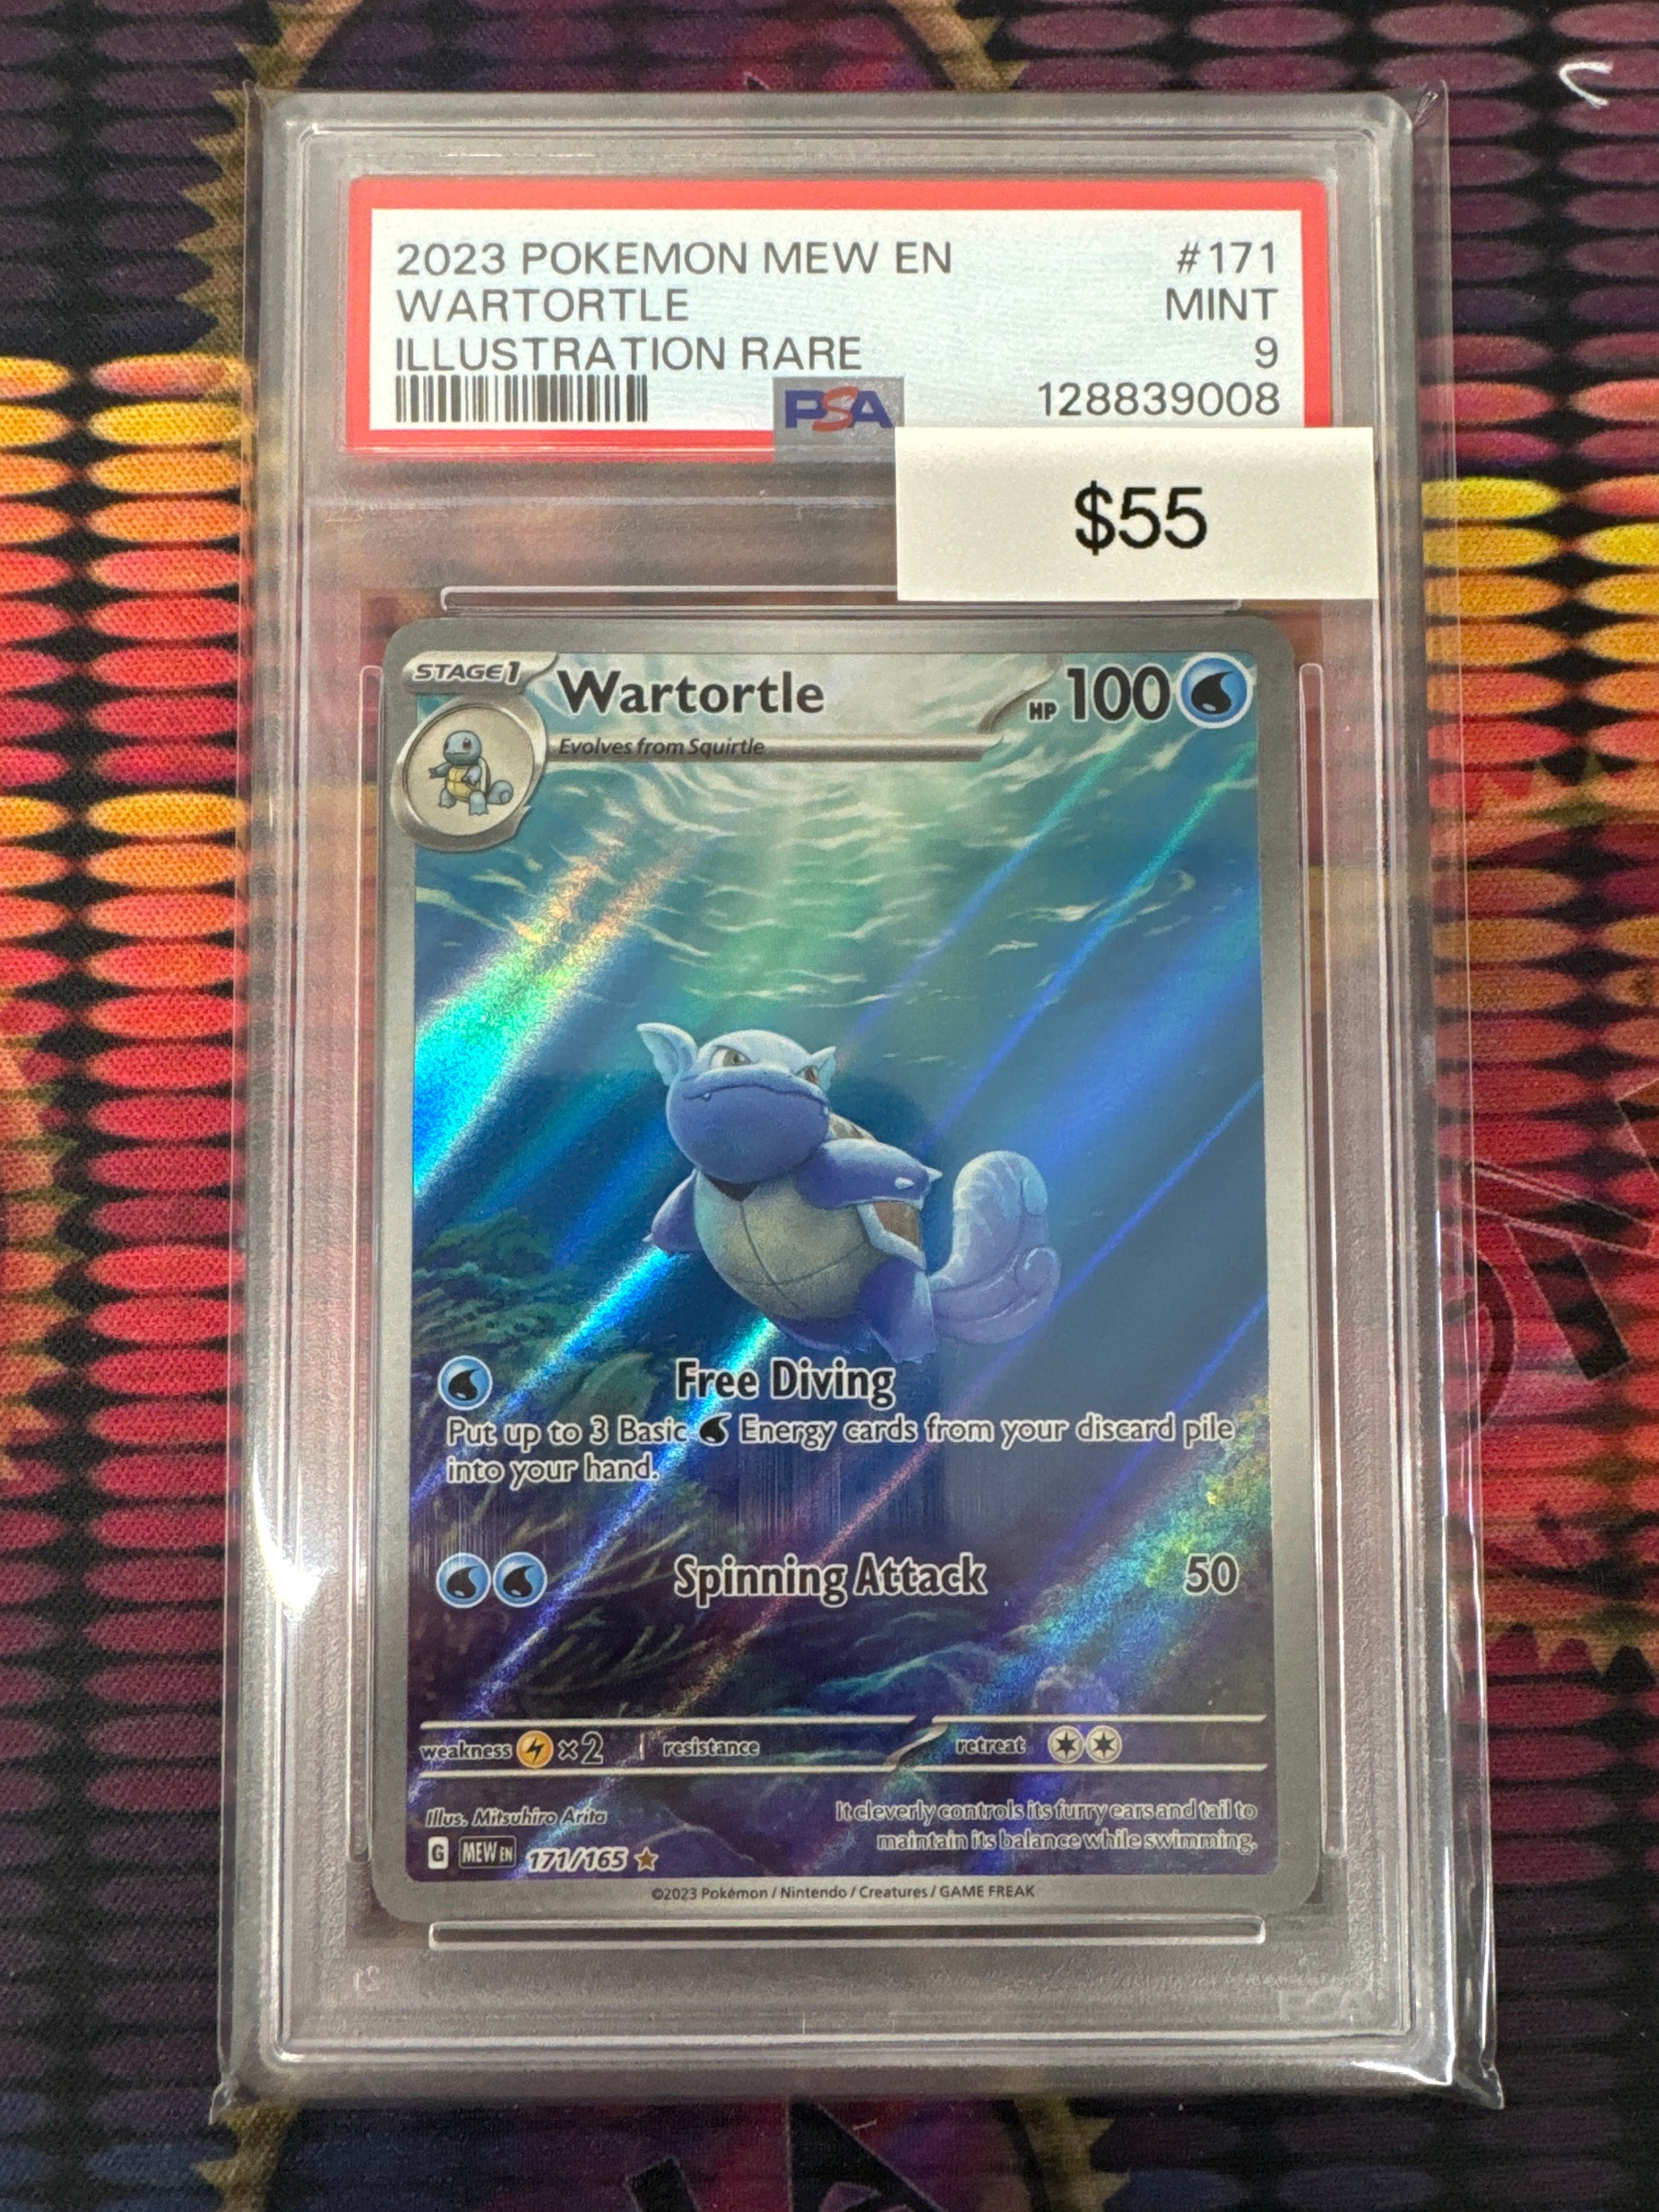 2023 POKEMON MEW EN #171
WARTORTLE MINT
ILLUSTRATION RARE 9
PSA 128839008
$55
STAGE1 Wartortle HP 100
Evolves from Squirtle
Free Diving
Put up to 3 Basic Energy cards from your discard pile
into your hand.
Spinning Attack 50
weakness ×2 resistance retreat
Illus. Mitsuhiro Arita
It cleverly controls its furry ears and tail to
maintain its balance while swimming.
G MEW EN 171/165
©2023 Pokémon / Nintendo / Creatures / GAME FREAK
PSA